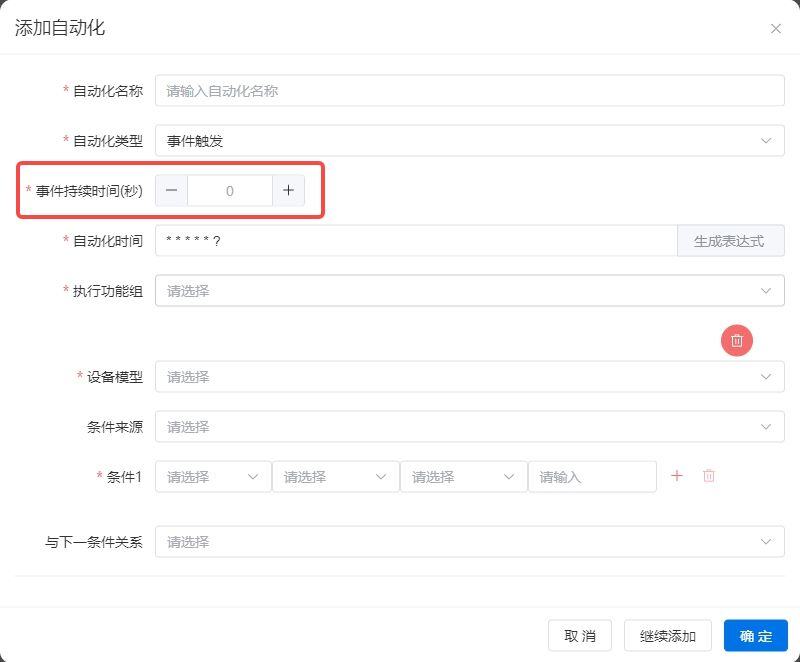 添加自动化
* 自动化名称 请输入自动化名称
* 自动化类型 事件触发
* 事件持续时间(秒) 0
* 自动化时间 * * * * * ? 生成表达式
* 执行功能组 请选择
* 设备模型 请选择
条件来源 请选择
* 条件1 请选择 请选择 请选择 请输入
与下一条件关系 请选择
取 消 继续添加 确 定